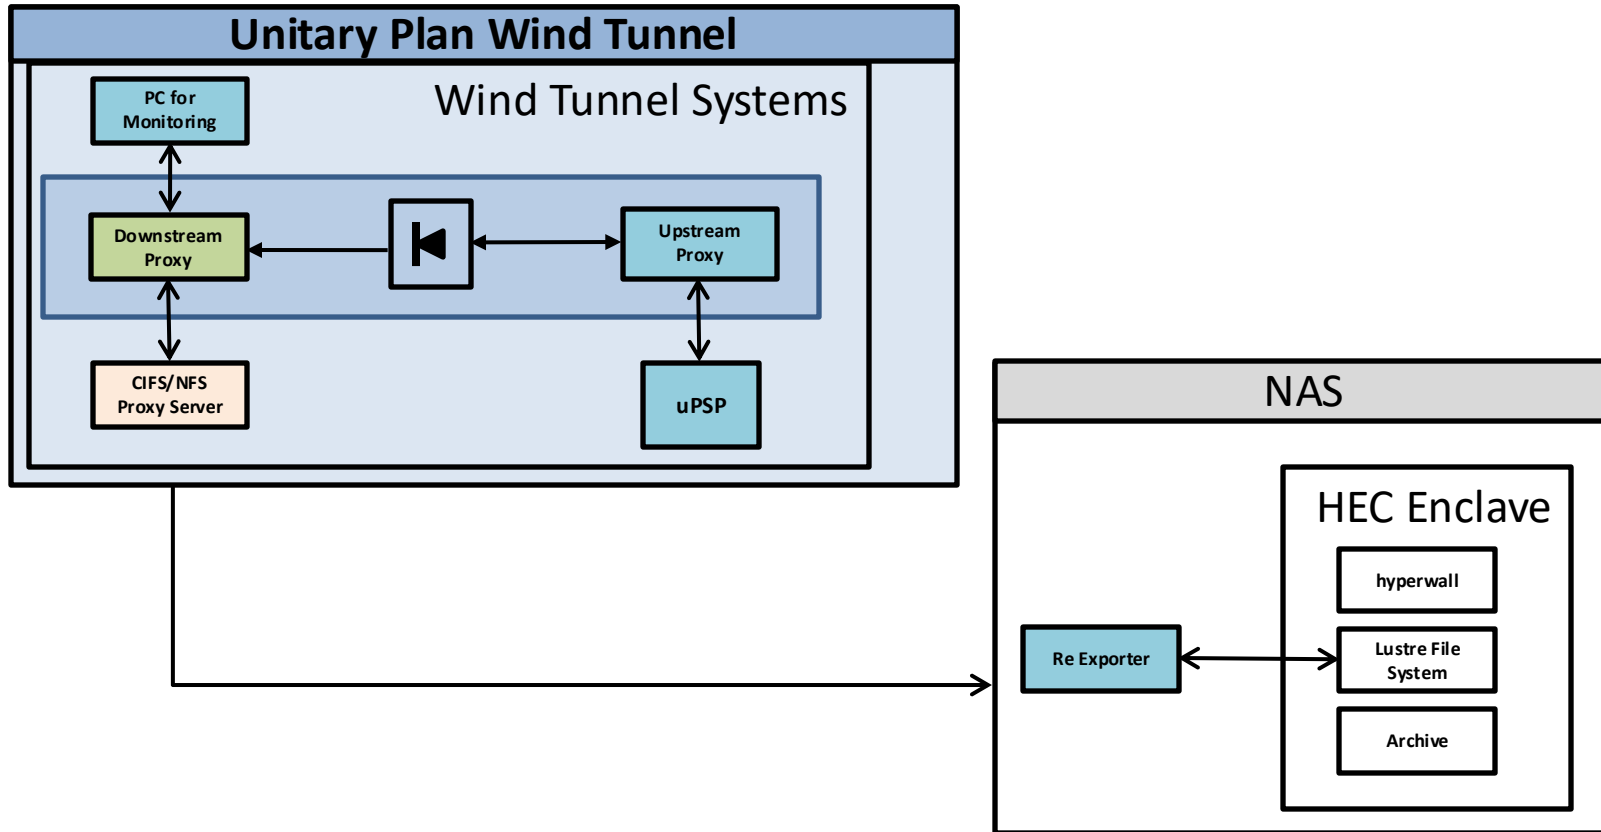 Unitary Plan Wind Tunnel
Wind Tunnel Systems
PC for
Monitoring
Downstream
Proxy
Upstream
Proxy
CIFS/NFS
Proxy Server
uPSP
NAS
HEC Enclave
hyperwall
Re Exporter
Lustre File
System
Archive